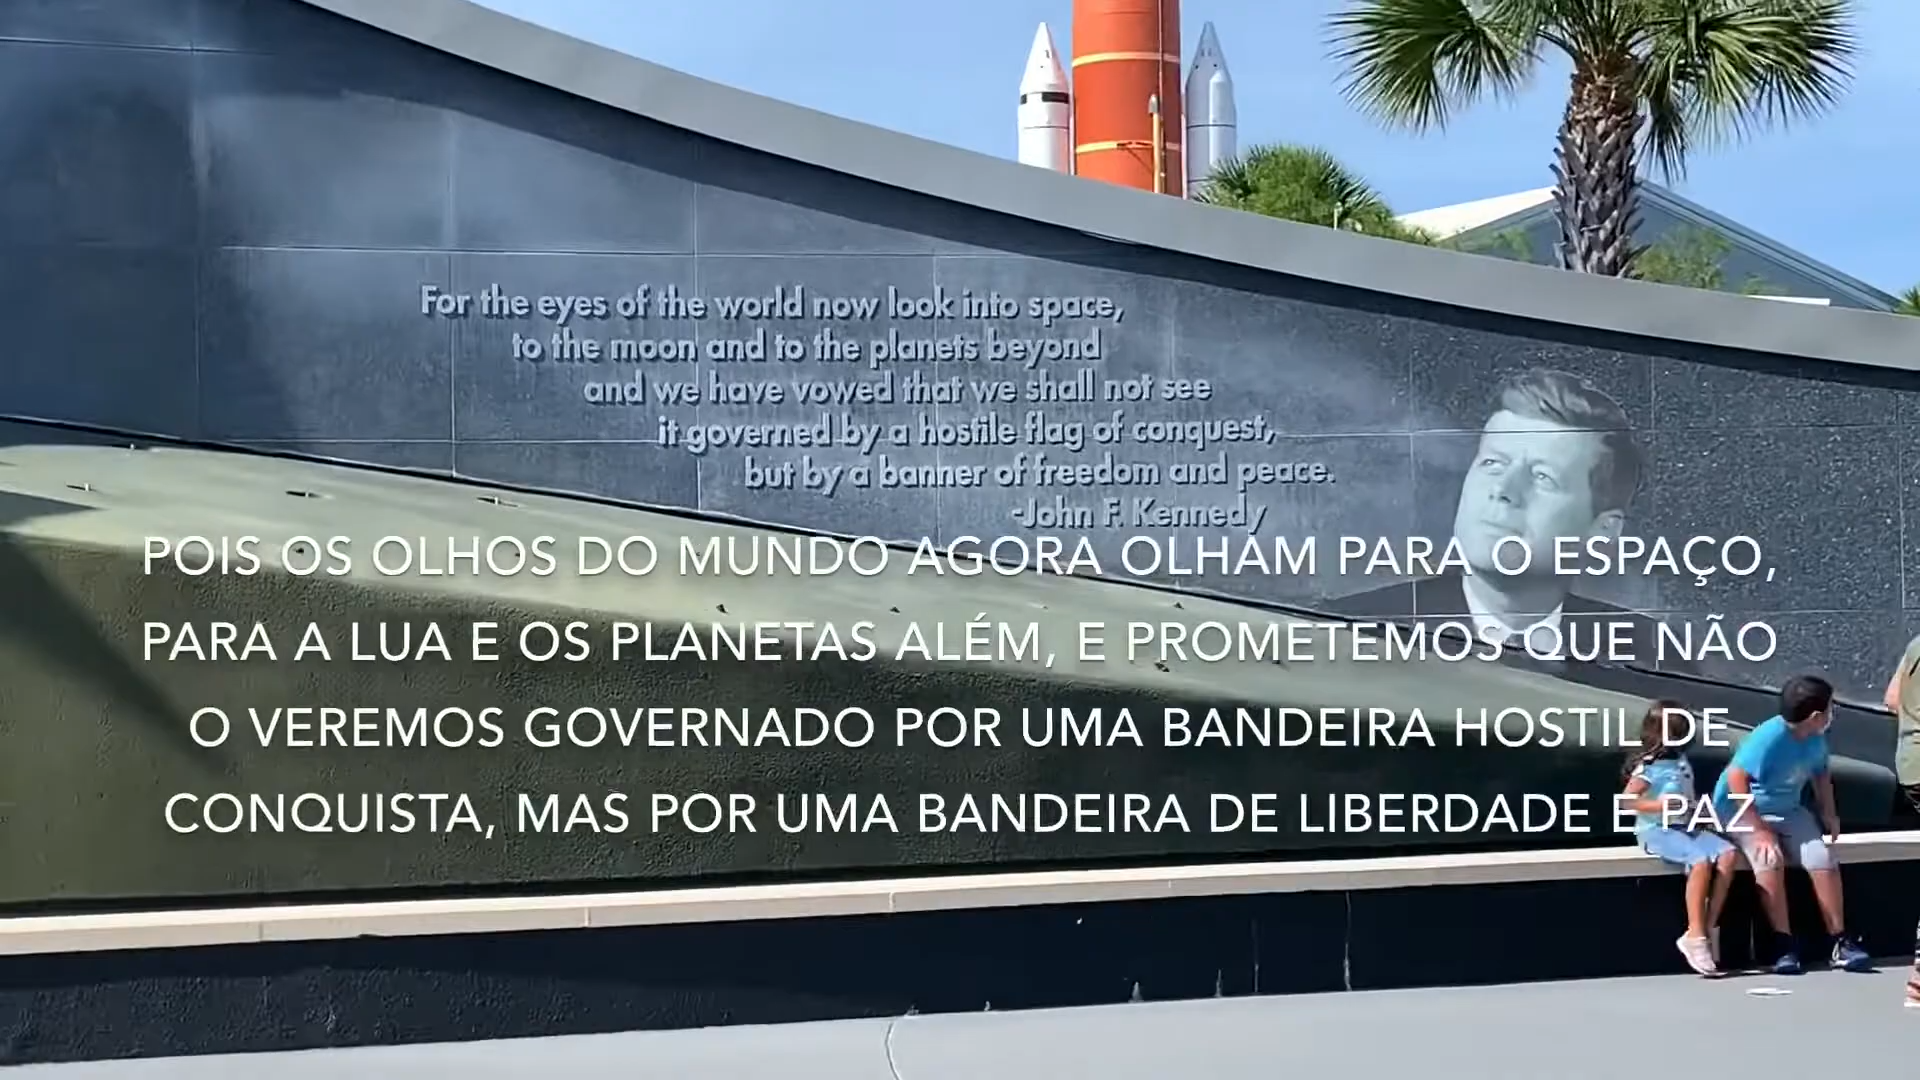 For the eyes of the world now look into space,
to the moon and to the planets beyond
and we have vowed that we shall not see
it governed by a hostile flag of conquest,
but by a banner of freedom and peace.
-John F. Kennedy
POIS OS OLHOS DO MUNDO AGORA OLHAM PARA O ESPAÇO,
PARA A LUA E OS PLANETAS ALÉM, E PROMETEMOS QUE NÃO
O VEREMOS GOVERNADO POR UMA BANDEIRA HOSTIL DE
CONQUISTA, MAS POR UMA BANDEIRA DE LIBERDADE E PAZ